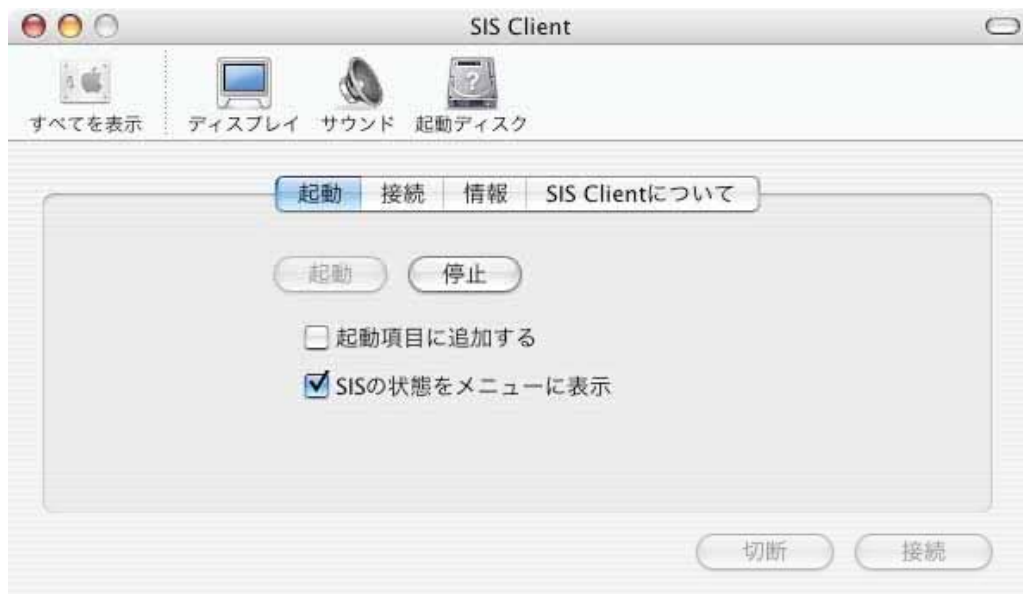 SIS Client
すべてを表示 ディスプレイ サウンド 起動ディスク
起動 接続 情報 SIS Clientについて
起動 停止
起動項目に追加する
SISの状態をメニューに表示
切断 接続